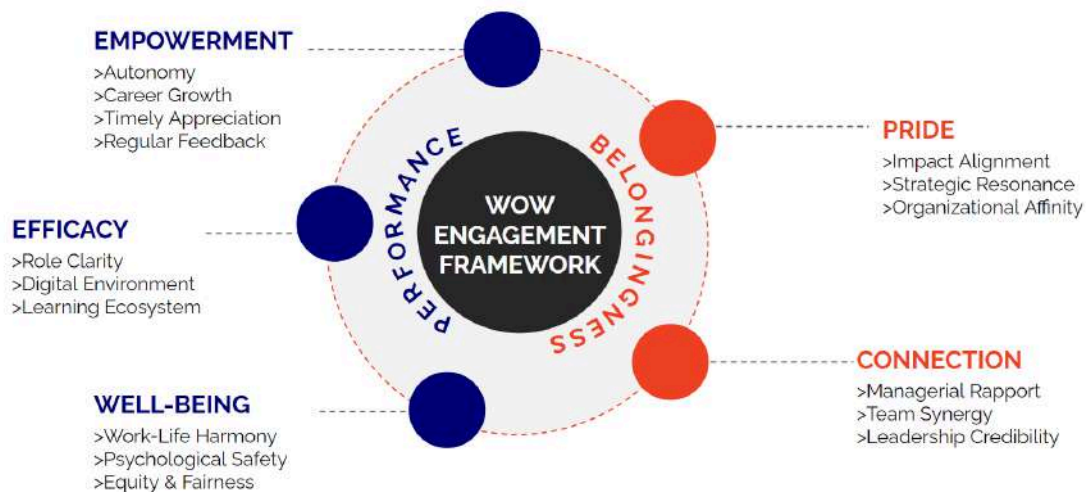 EMPOWERMENT
>Autonomy
>Career Growth
>Timely Appreciation
>Regular Feedback
EFFICACY
>Role Clarity
>Digital Environment
>Learning Ecosystem
WELL-BEING
>Work-Life Harmony
>Psychological Safety
>Equity & Fairness
PERFORMANCE
WOW
ENGAGEMENT
FRAMEWORK
BELONGINGNESS
PRIDE
>Impact Alignment
>Strategic Resonance
>Organizational Affinity
CONNECTION
>Managerial Rapport
>Team Synergy
>Leadership Credibility